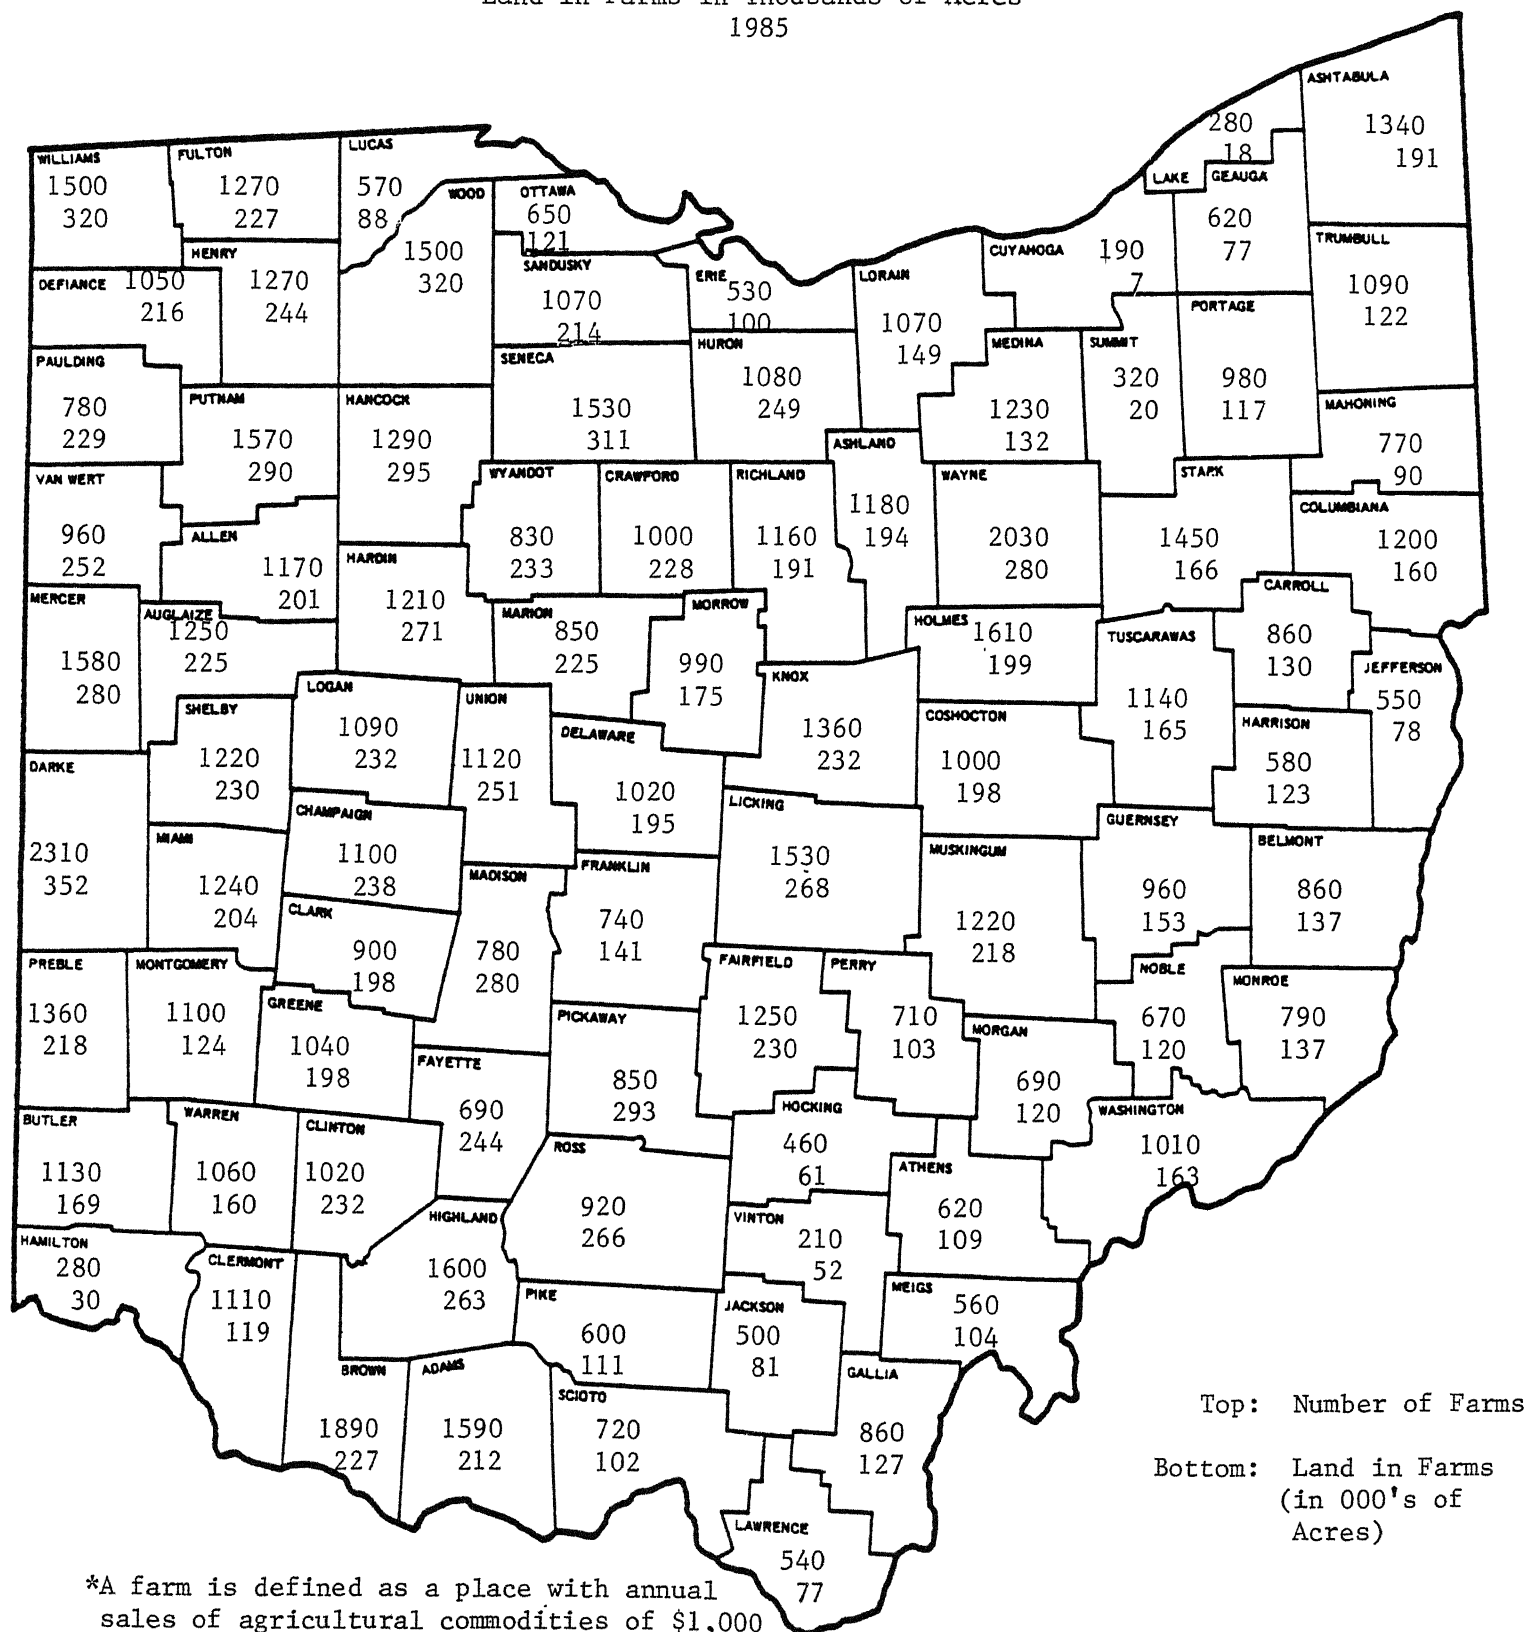 Land in Farms in Thousands of Acres
1985
ASHTABULA
1340
191
280
18
LAKE
GEAUGA
620
77
WILLIAMS
1500
320
FULTON
1270
227
LUCAS
570
88
WOOD
1500
320
OTTAWA
650
121
HENRY
1270
244
DEFIANCE 1050
216
SANDUSKY
1070
214
ERIE
530
100
LORAIN
1070
149
CUYAHOGA 190
7
TRUMBULL
1090
122
PORTAGE
980
117
PAULDING
780
229
PUTNAM
1570
290
HANCOCK
1290
295
SENECA
1530
311
HURON
1080
249
MEDINA
1230
132
SUMMIT
320
20
MAHONING
770
90
VAN WERT
960
252
ALLEN
1170
201
HARDIN
1210
271
WYANDOT
830
233
CRAWFORD
1000
228
RICHLAND
1160
191
ASHLAND
1180
194
WAYNE
2030
280
STARK
1450
166
COLUMBIANA
1200
160
MERCER
1580
280
AUGLAIZE
1250
225
MARION
850
225
MORROW
990
175
HOLMES 1610
199
TUSCARAWAS
1140
165
CARROLL
860
130
JEFFERSON
550
78
SHELBY
1220
230
LOGAN
1090
232
UNION
1120
251
DELAWARE
1020
195
KNOX
1360
232
COSHOCTON
1000
198
HARRISON
580
123
DARKE
2310
352
MIAMI
1240
204
CHAMPAIGN
1100
238
LICKING
1530
268
MUSKINGUM
1220
218
GUERNSEY
960
153
BELMONT
860
137
CLARK
900
198
MADISON
780
280
FRANKLIN
740
141
PREBLE
1360
218
MONTGOMERY
1100
124
GREENE
1040
198
FAYETTE
690
244
PICKAWAY
850
293
FAIRFIELD
1250
230
PERRY
710
103
MORGAN
690
120
NOBLE
670
120
MONROE
790
137
BUTLER
1130
169
WARREN
1060
160
CLINTON
1020
232
ROSS
920
266
HOCKING
460
61
ATHENS
620
109
WASHINGTON
1010
163
HAMILTON
280
30
CLERMONT
1110
119
HIGHLAND
1600
263
PIKE
600
111
VINTON
210
52
JACKSON
500
81
MEIGS
560
104
BROWN
1890
227
ADAMS
1590
212
SCIOTO
720
102
GALLIA
860
127
LAWRENCE
540
77
Top: Number of Farms
Bottom: Land in Farms
(in 000's of
Acres)
*A farm is defined as a place with annual
sales of agricultural commodities of $1,000